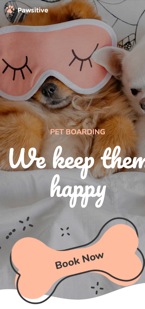 Pawsitive
PET BOARDING
We keep them
happy
Book Now